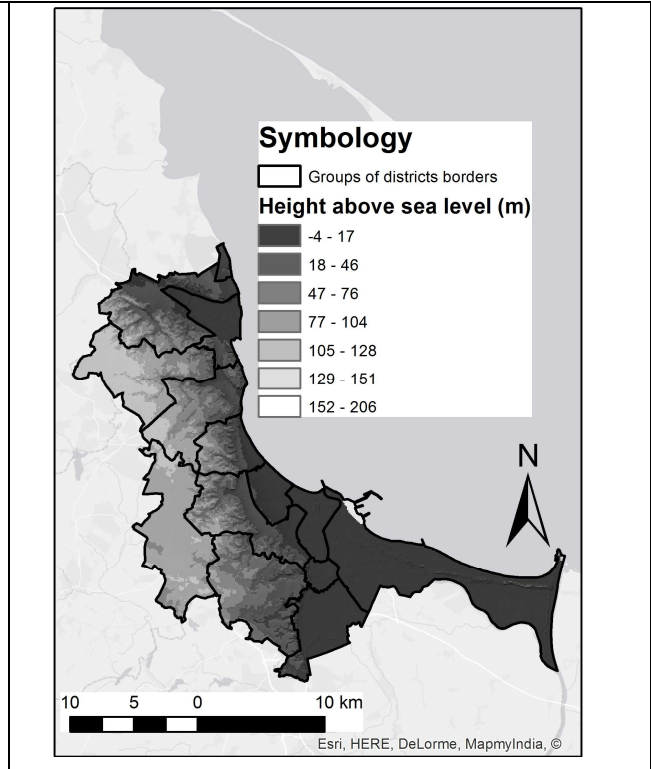 Symbology
Groups of districts borders
Height above sea level (m)
-4 - 17
18 - 46
47 - 76
77 - 104
105 - 128
129 - 151
152 - 206
N
10 5 0 10 km
Esri, HERE, DeLorme, MapmyIndia, ©